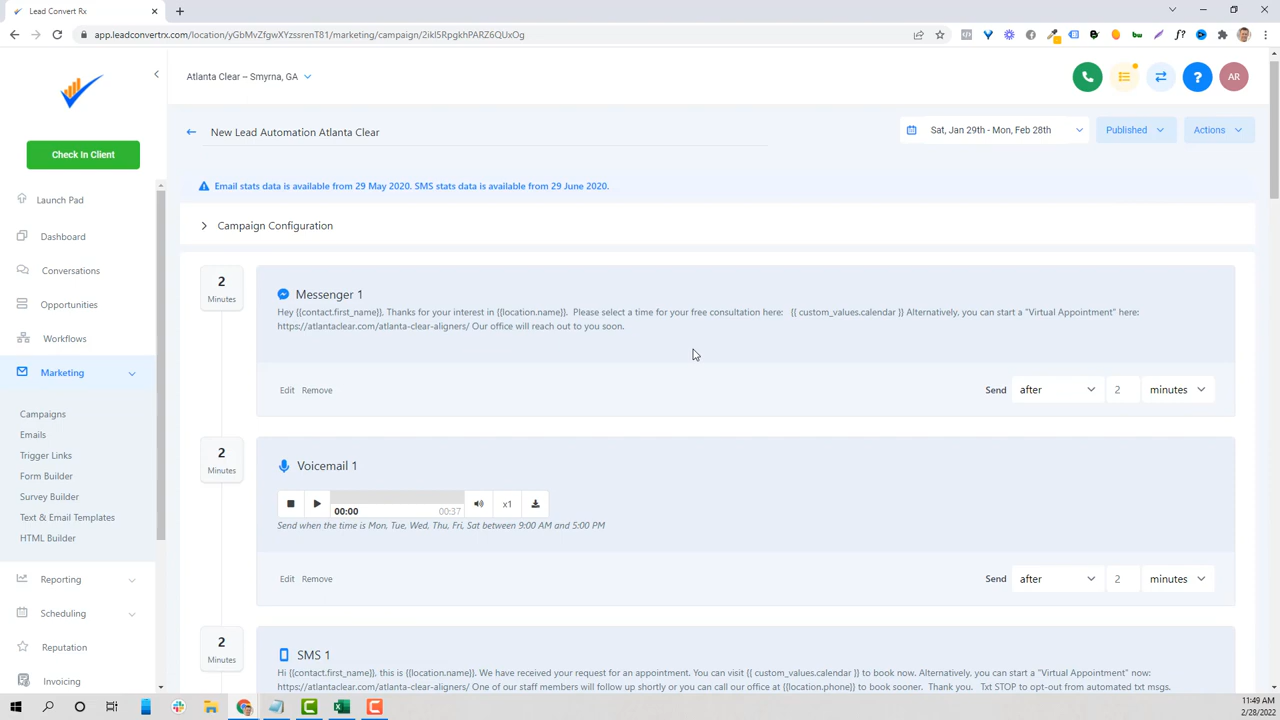 Lead Convert Rx
app.leadconvertrx.com/location/yGbMvZfgwXYzssrenT81/marketing/campaign/2ikI5RpgkhPARZ6QUxOg
Atlanta Clear – Smyrna, GA
AR
New Lead Automation Atlanta Clear
Sat, Jan 29th - Mon, Feb 28th
Published
Actions
Check In Client
Email stats data is available from 29 May 2020. SMS stats data is available from 29 June 2020.
Launch Pad
Campaign Configuration
Dashboard
Conversations
Opportunities
Workflows
Marketing
Campaigns
Emails
Trigger Links
Form Builder
Survey Builder
Text & Email Templates
HTML Builder
Reporting
Scheduling
Reputation
Invoicing
2
Minutes
Messenger 1
Hey {{contact.first_name}}, Thanks for your interest in {{location.name}}. Please select a time for your free consultation here: {{ custom_values.calendar }} Alternatively, you can start a "Virtual Appointment" here:
https://atlantaclear.com/atlanta-clear-aligners/ Our office will reach out to you soon.
Edit Remove
Send after 2 minutes
2
Minutes
Voicemail 1
00:00 00:37 x1
Send when the time is Mon, Tue, Wed, Thu, Fri, Sat between 9:00 AM and 5:00 PM
Edit Remove
Send after 2 minutes
2
Minutes
SMS 1
Hi {{contact.first_name}}, this is {{location.name}}. We have received your request for an appointment. You can visit {{ custom_values.calendar }} to book now. Alternatively, you can start a "Virtual Appointment" now:
https://atlantaclear.com/atlanta-clear-aligners/ One of our staff members will follow up shortly or you can call our office at {{location.phone}} to book sooner. Thank you. Txt STOP to opt-out from automated txt msgs.
11:49 AM
2/28/2022